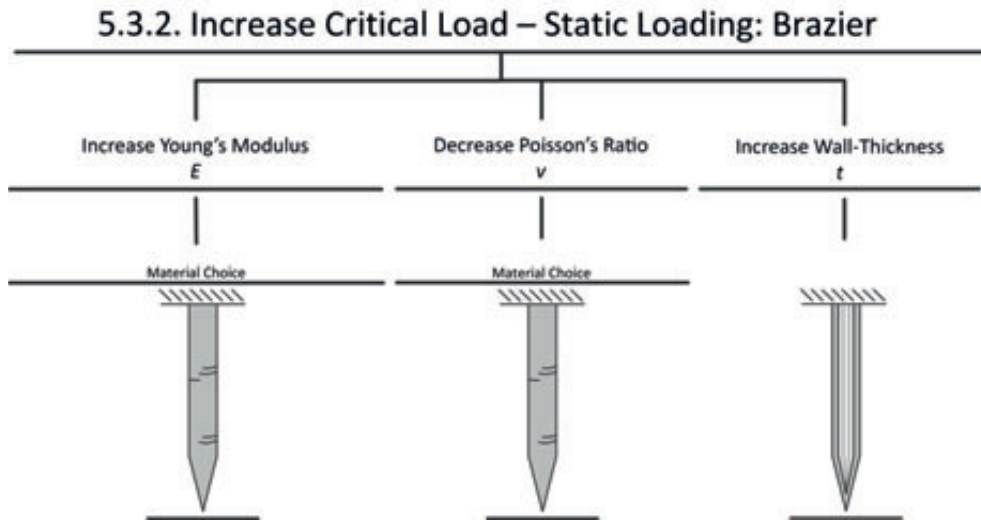 5.3.2. Increase Critical Load – Static Loading: Brazier
Increase Young's Modulus
E
Decrease Poisson's Ratio
v
Increase Wall-Thickness
t
Material Choice
Material Choice